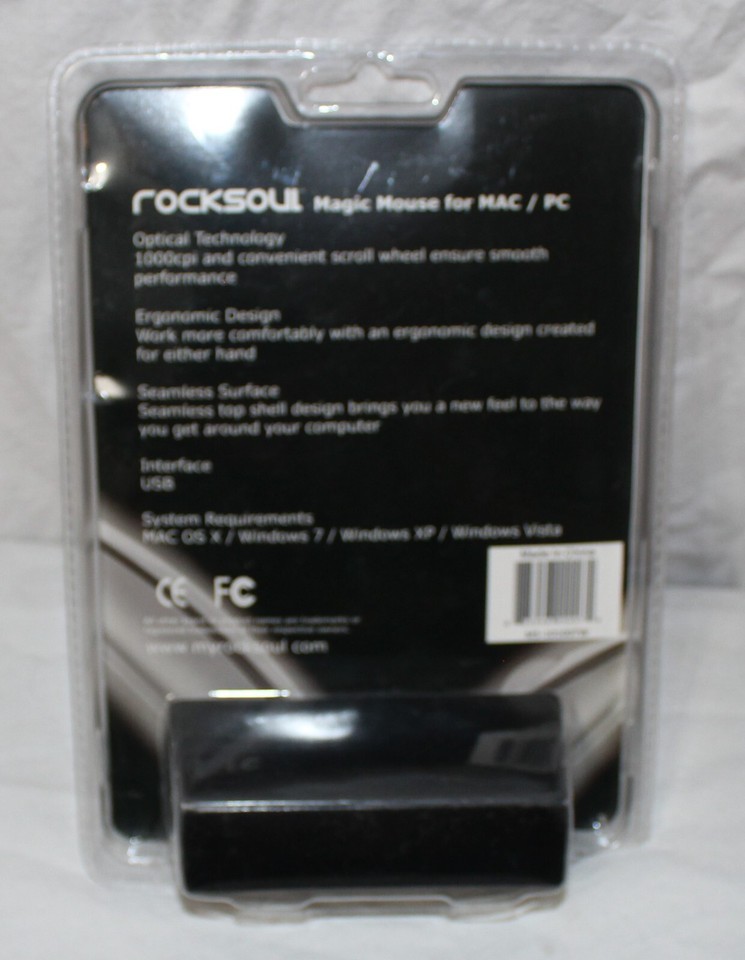 rocksoul Magic Mouse for MAC / PC
Optical Technology
1000cpi and convenient scroll wheel ensure smooth
performance
Ergonomic Design
Work more comfortably with an ergonomic design created
for either hand
Seamless Surface
Seamless top shell design brings you a new feel to the way
you get around your computer
Interface
USB
System Requirements
MAC OS X / Windows 7 / Windows XP / Windows Vista
Made in China
CE FC
www.myrocksoul.com